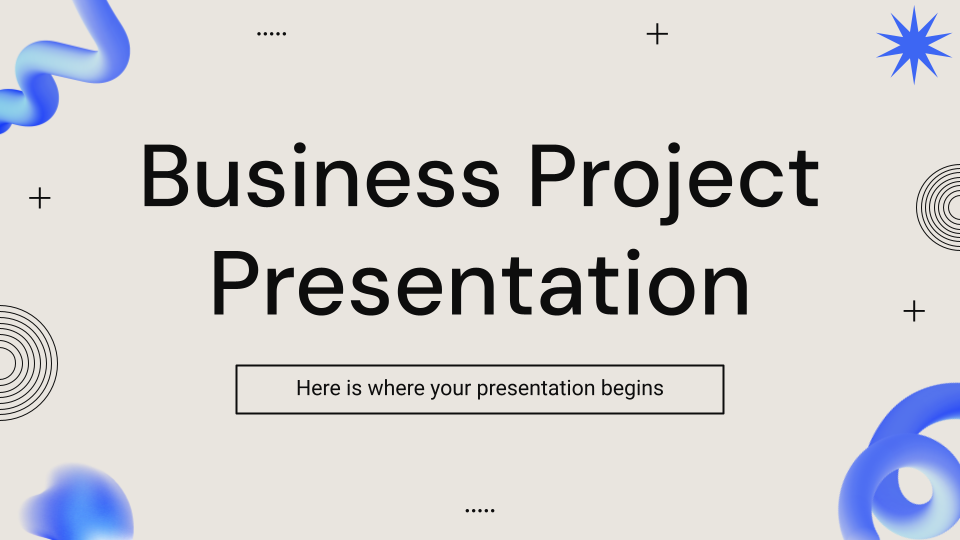 Business Project
Presentation
Here is where your presentation begins